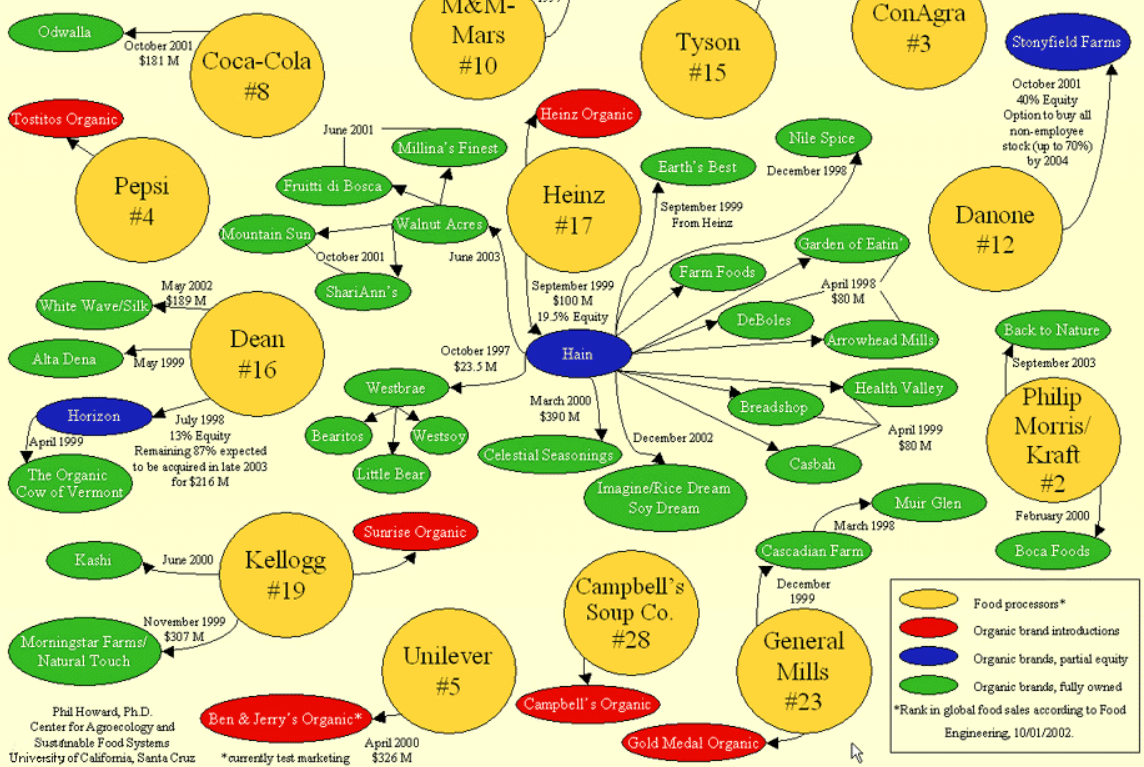 M&M-
Mars
#10
Tyson
#15
ConAgra
#3
Odwalla
October 2001
$181 M
Coca-Cola
#8
Stonyfield Farms
October 2001
40% Equity
Option to buy all
non-employee
stock (up to 70%)
by 2004
Tostitos Organic
Pepsi
#4
June 2001
Millina's Finest
Fruitti di Bosca
Walnut Acres
Mountain Sun
October 2001
ShariAnn's
June 2003
Heinz Organic
Heinz
#17
September 1999
$100 M
19.5% Equity
Earth's Best
September 1999
From Heinz
Nile Spice
December 1998
Danone
#12
Garden of Eatin'
Farm Foods
April 1998
$80 M
DeBoles
Arrowhead Mills
White Wave/Silk
May 2002
$189 M
Dean
#16
Alta Dena
May 1999
Horizon
July 1998
13% Equity
Remaining 87% expected
to be acquired in late 2003
for $216 M
April 1999
The Organic
Cow of Vermont
Hain
October 1997
$23.5 M
Westbrae
Bearitos
Westsoy
Little Bear
March 2000
$390 M
Celestial Seasonings
December 2002
Imagine/Rice Dream
Soy Dream
Health Valley
Breadshop
April 1999
$80 M
Casbah
Back to Nature
September 2003
Philip
Morris/
Kraft
#2
February 2000
Boca Foods
Muir Glen
March 1998
Cascadian Farm
December
1999
General
Mills
#23
Gold Medal Organic
Sunrise Organic
Kashi
June 2000
Kellogg
#19
November 1999
$307 M
Morningstar Farms/
Natural Touch
Campbell's
Soup Co.
#28
Campbell's Organic
Unilever
#5
Ben & Jerry's Organic*
April 2000
$326 M
*currently test marketing
Phil Howard, Ph.D.
Center for Agroecology and
Sustainable Food Systems
University of California, Santa Cruz
Food processors*
Organic brand introductions
Organic brands, partial equity
Organic brands, fully owned
*Rank in global food sales according to Food
Engineering, 10/01/2002.